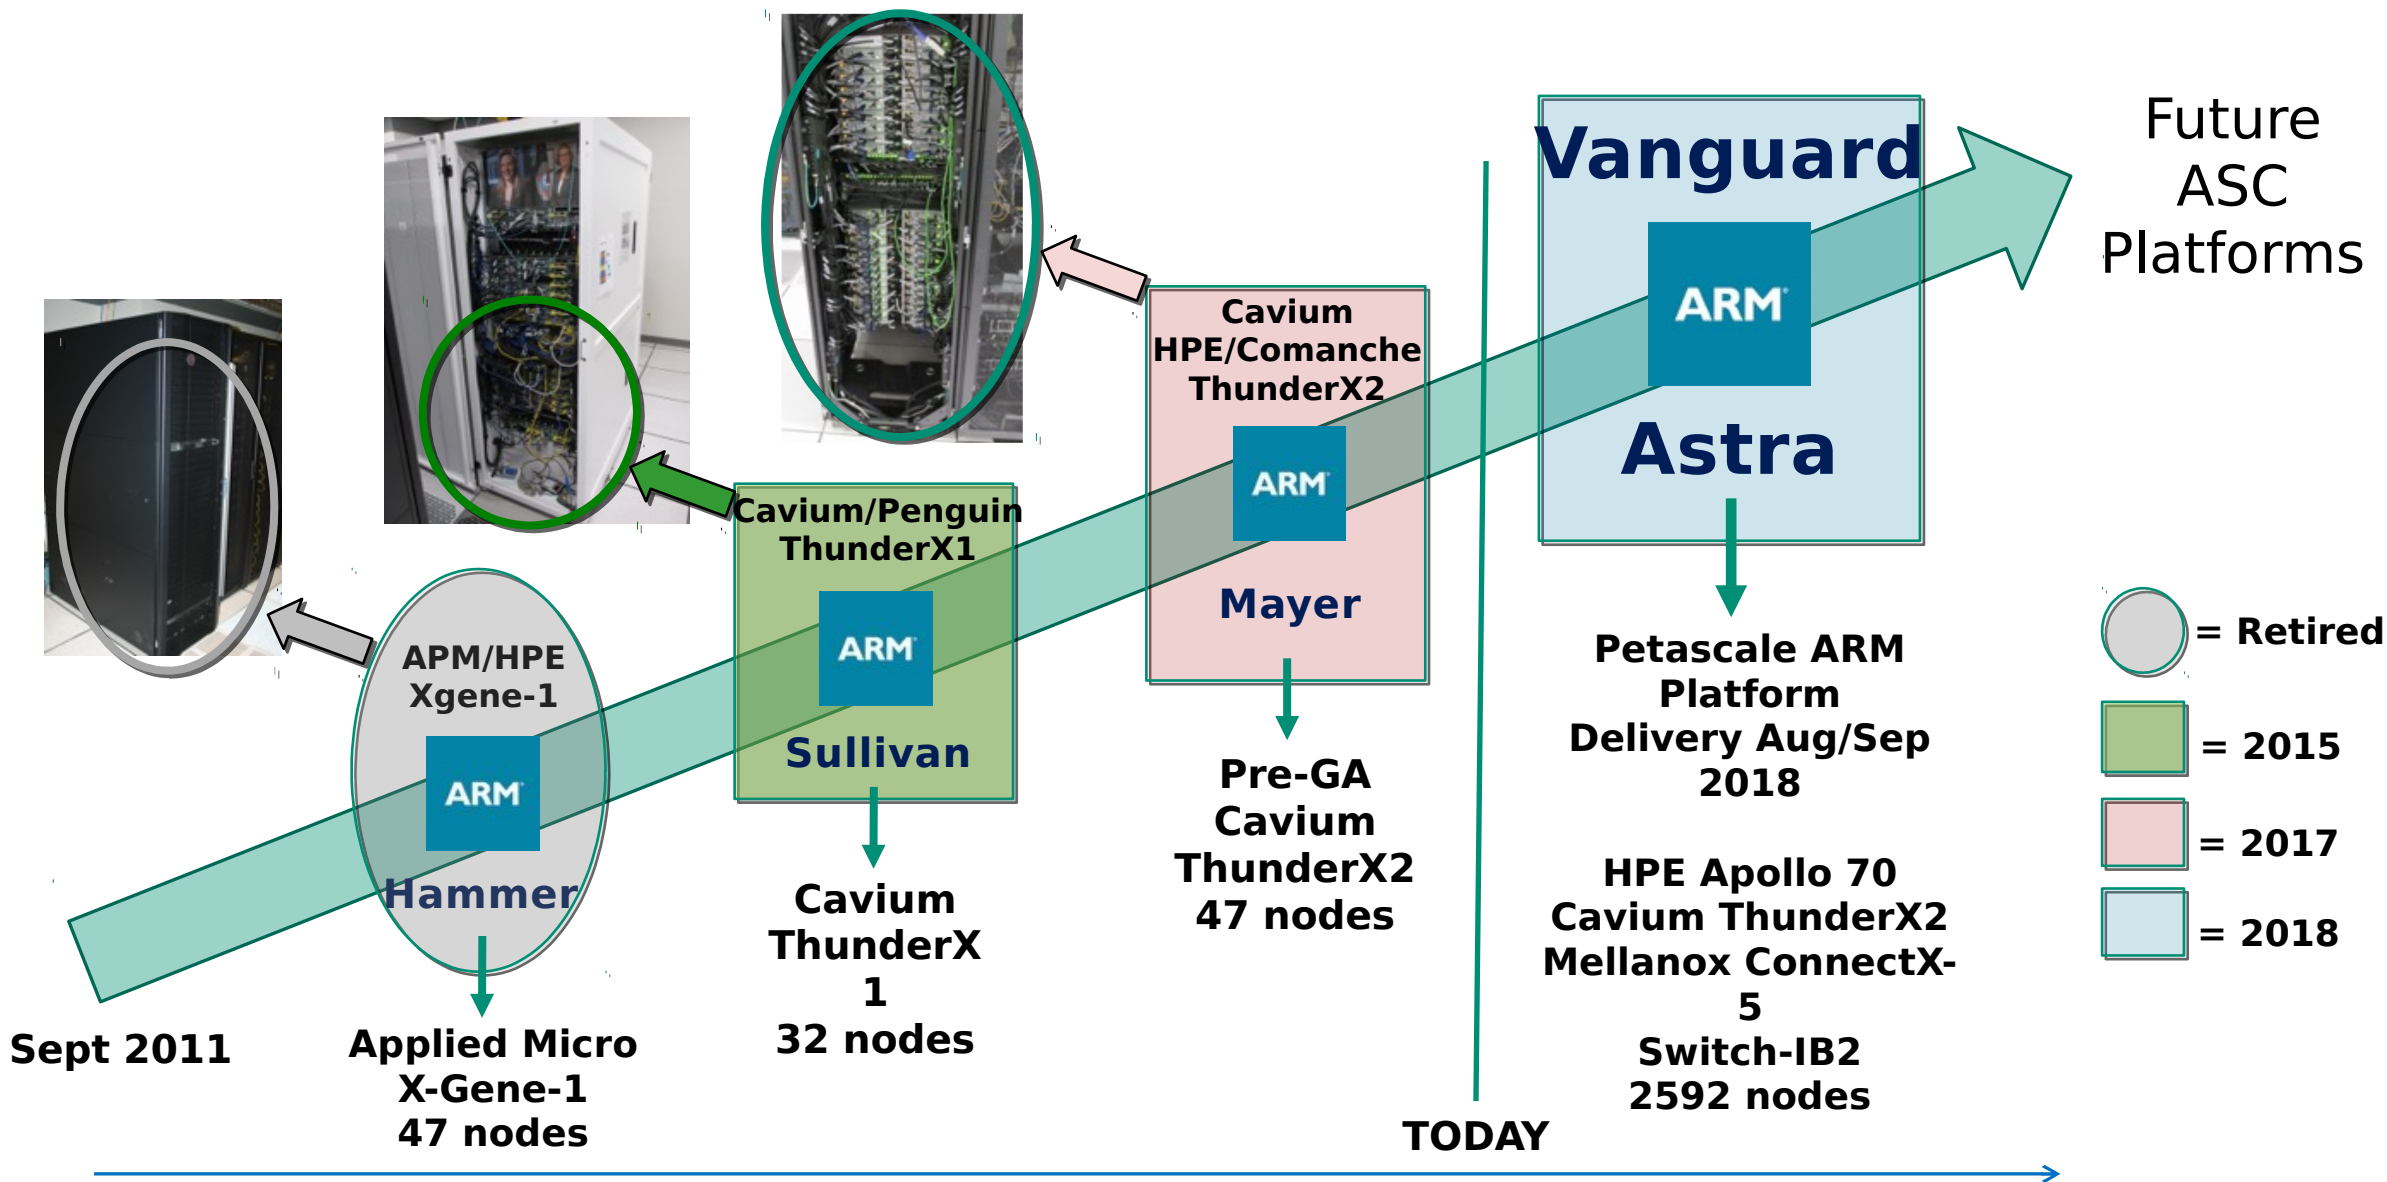 Future
ASC
Platforms
Vanguard
ARM
Astra
Cavium
HPE/Comanche
ThunderX2
ARM
Mayer
Cavium/Penguin
ThunderX1
ARM
Sullivan
APM/HPE
Xgene-1
ARM
Hammer
Sept 2011
Applied Micro
X-Gene-1
47 nodes
Cavium
ThunderX
1
32 nodes
Pre-GA
Cavium
ThunderX2
47 nodes
TODAY
Petascale ARM
Platform
Delivery Aug/Sep
2018
HPE Apollo 70
Cavium ThunderX2
Mellanox ConnectX-
5
Switch-IB2
2592 nodes
= Retired
= 2015
= 2017
= 2018